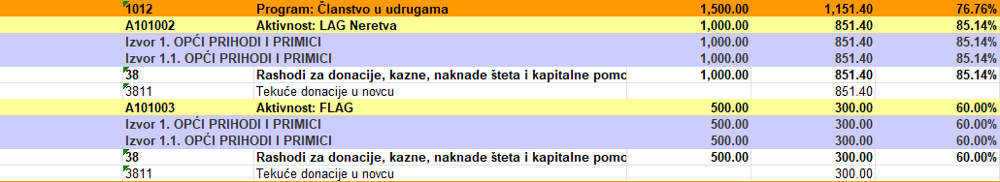 1012 Program: Članstvo u udrugama 1,500.00 1,151.40 76.76%
A101002 Aktivnost: LAG Neretva 1,000.00 851.40 85.14%
Izvor 1. OPĆI PRIHODI I PRIMICI 1,000.00 851.40 85.14%
Izvor 1.1. OPĆI PRIHODI I PRIMICI 1,000.00 851.40 85.14%
38 Rashodi za donacije, kazne, naknade šteta i kapitalne pomo 1,000.00 851.40 85.14%
3811 Tekuće donacije u novcu 851.40
A101003 Aktivnost: FLAG 500.00 300.00 60.00%
Izvor 1. OPĆI PRIHODI I PRIMICI 500.00 300.00 60.00%
Izvor 1.1. OPĆI PRIHODI I PRIMICI 500.00 300.00 60.00%
38 Rashodi za donacije, kazne, naknade šteta i kapitalne pomo 500.00 300.00 60.00%
3811 Tekuće donacije u novcu 300.00